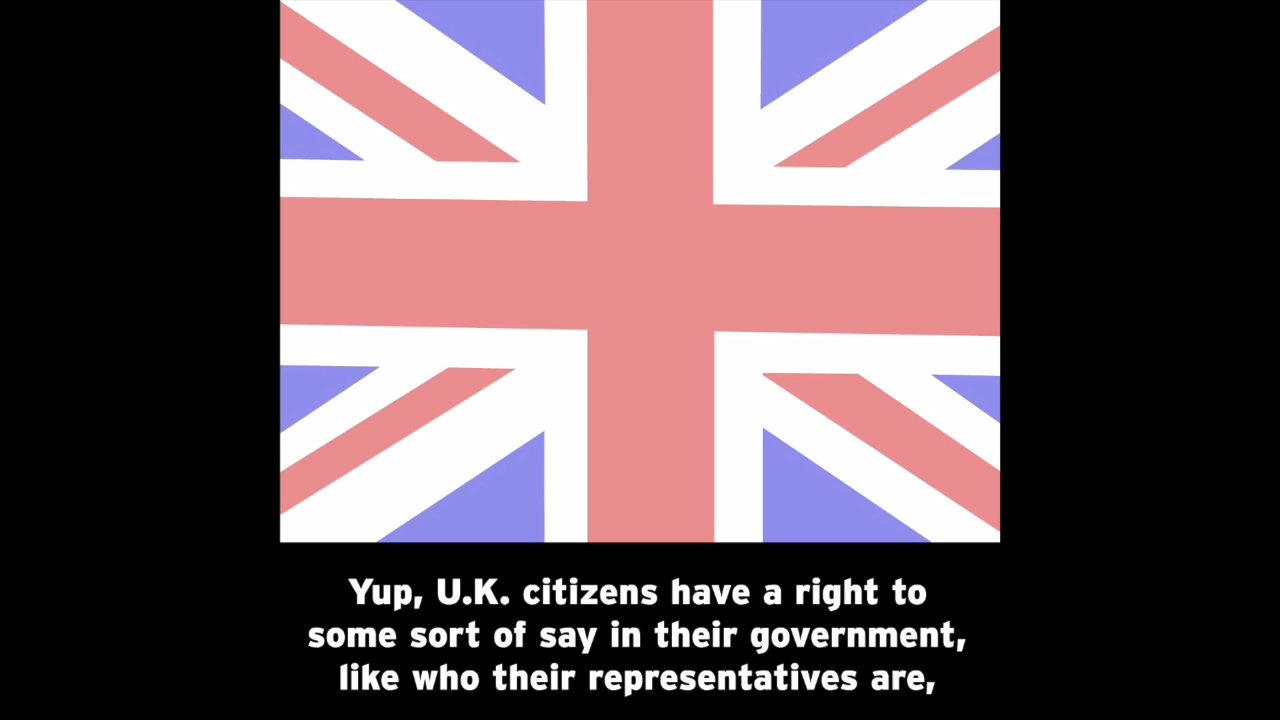 Yup, U.K. citizens have a right to
some sort of say in their government,
like who their representatives are,